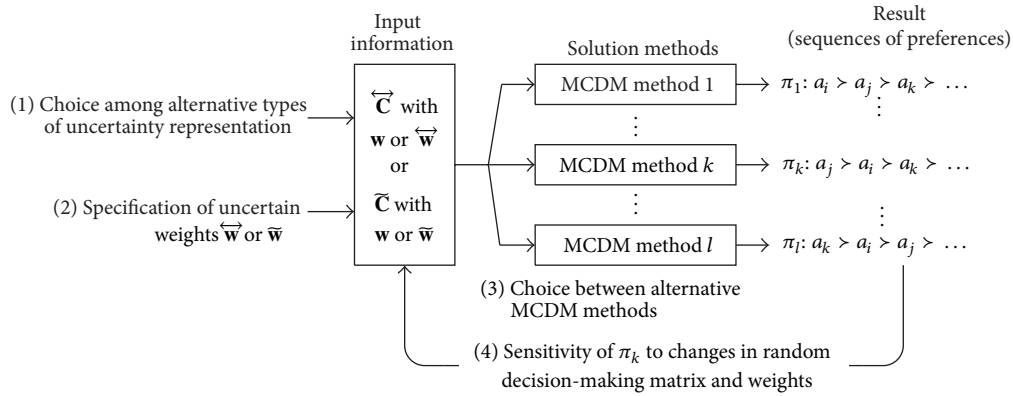 Input
information
Solution methods
Result
(sequences of preferences)
(1) Choice among alternative types
of uncertainty representation
(2) Specification of uncertain
weights w⃡ or w̃
C⃡ with
w or w⃡
or
C̃ with
w or w̃
MCDM method 1
⋮
MCDM method k
⋮
MCDM method l
π₁: aᵢ ≻ aⱼ ≻ aₖ ≻ ...
⋮
⋮
πₖ: aⱼ ≻ aᵢ ≻ aₖ ≻ ...
⋮
πₗ: aₖ ≻ aᵢ ≻ aⱼ ≻ ...
(3) Choice between alternative
MCDM methods
(4) Sensitivity of πₖ to changes in random
decision-making matrix and weights